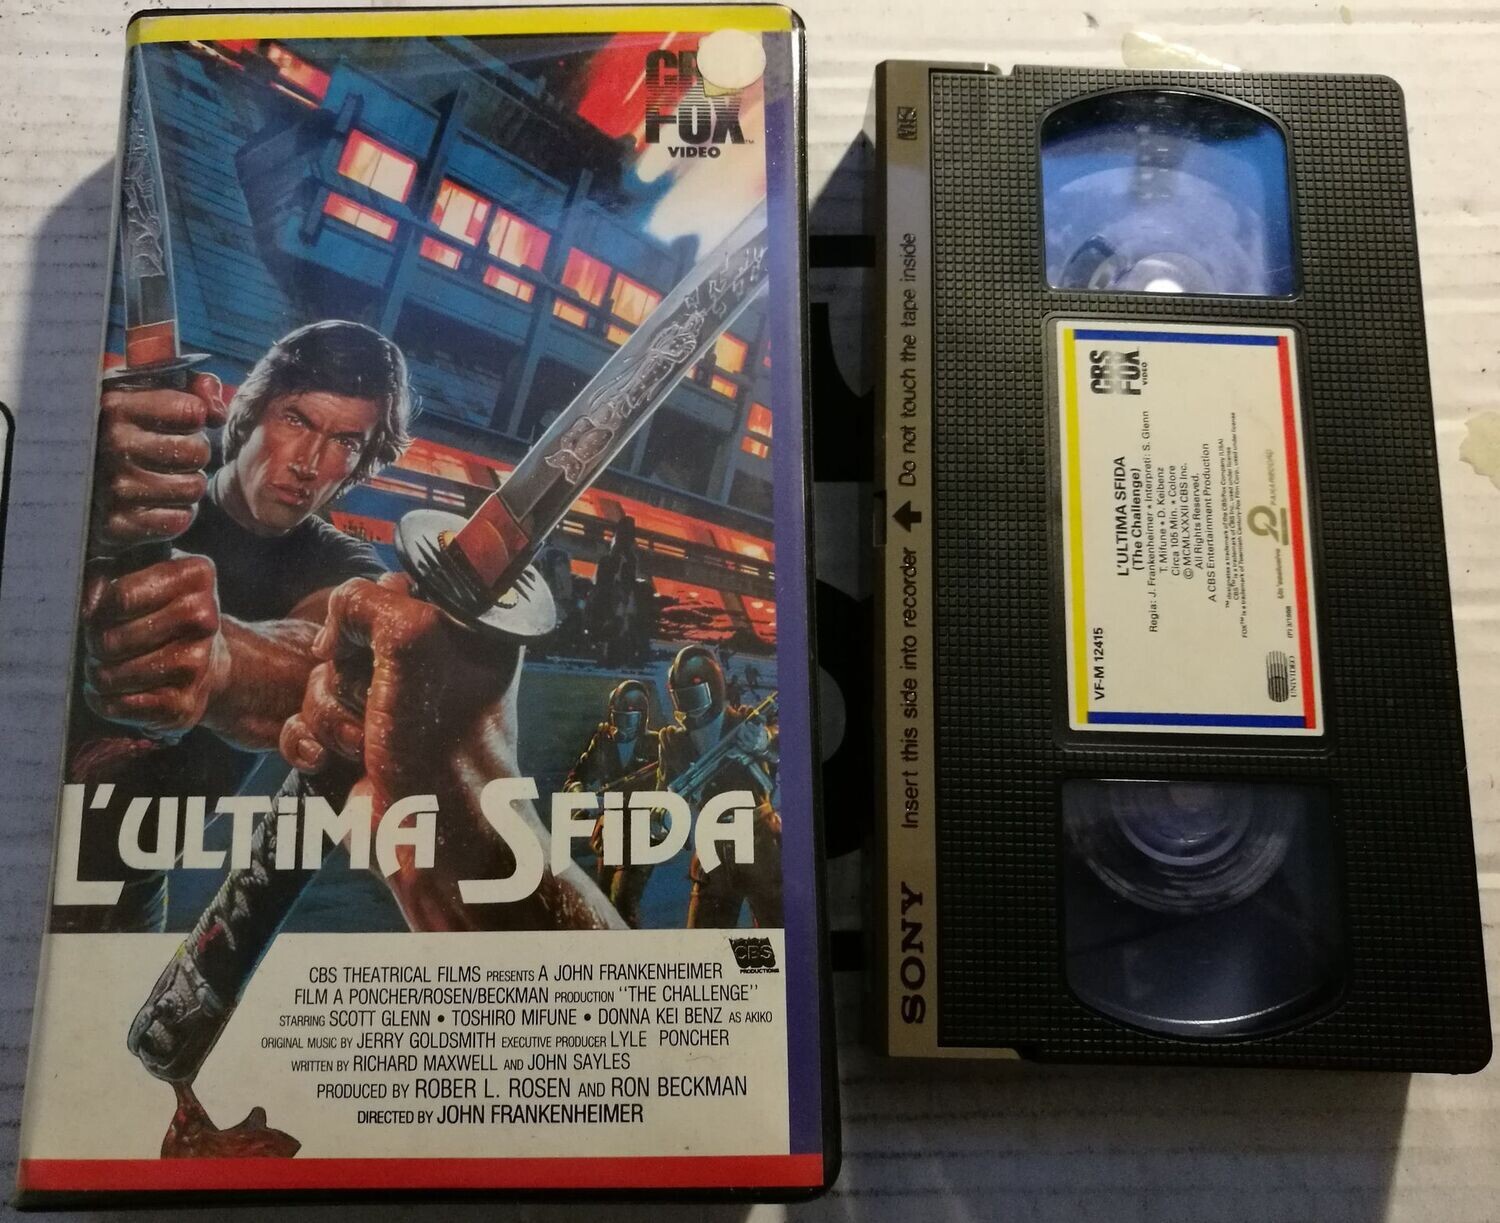 FOX
VIDEO
L'ULTIMA SFIDA
CBS
PRODUCTIONS
CBS THEATRICAL FILMS PRESENTS A JOHN FRANKENHEIMER
FILM A PONCHER/ROSEN/BECKMAN PRODUCTION "THE CHALLENGE"
STARRING SCOTT GLENN • TOSHIRO MIFUNE • DONNA KEI BENZ AS AKIKO
ORIGINAL MUSIC BY JERRY GOLDSMITH EXECUTIVE PRODUCER LYLE PONCHER
WRITTEN BY RICHARD MAXWELL AND JOHN SAYLES
PRODUCED BY ROBER L. ROSEN AND RON BECKMAN
DIRECTED BY JOHN FRANKENHEIMER
VHS
SONY Insert this side into recorder Do not touch the tape inside
CBS
FOX
VIDEO
L'ULTIMA SFIDA
(The Challenge)
Regia: J. Frankenheimer • Interpreti: S. Glenn
T. Mifune • D. Keibenz
Circa 105 Min. • Colore
© MCMLXXXII CBS Inc.
All Rights Reserved.
A CBS Entertainment Production
VF-M 12415
UNIVIDEO